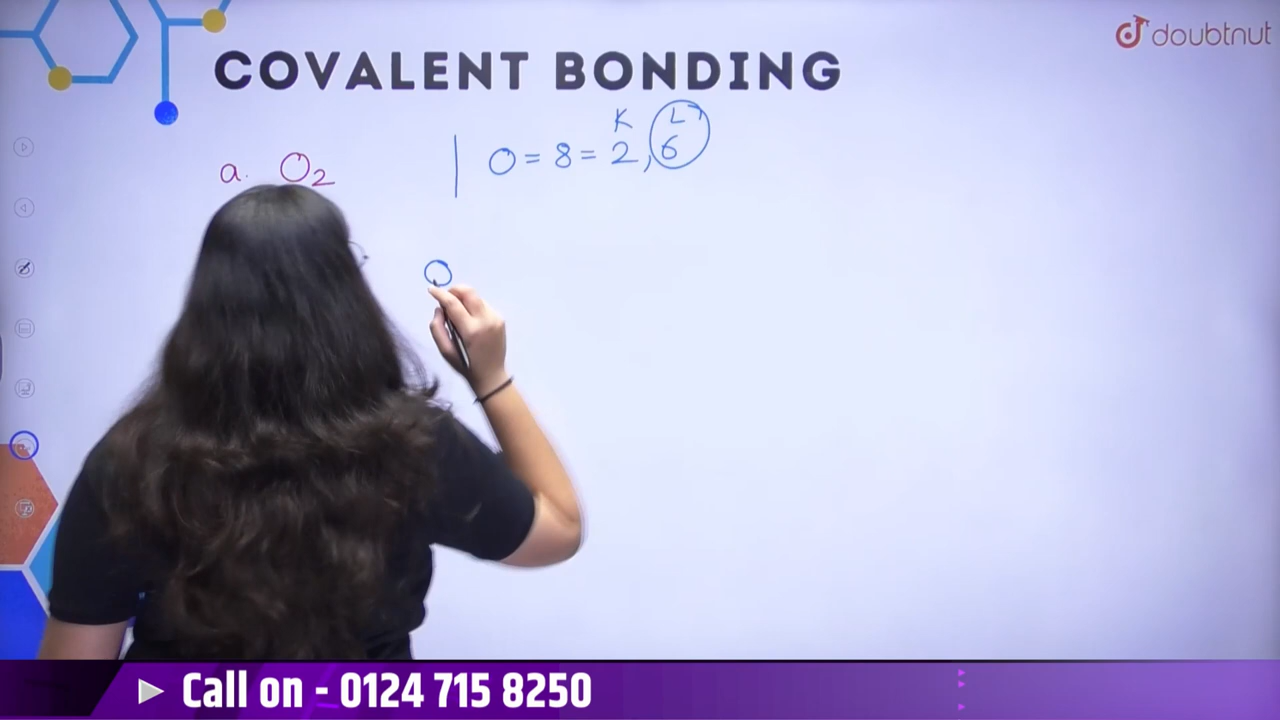 doubtnut
COVALENT BONDING
K L
O = 8 = 2, 6
a. O2
O
Call on - 0124 715 8250